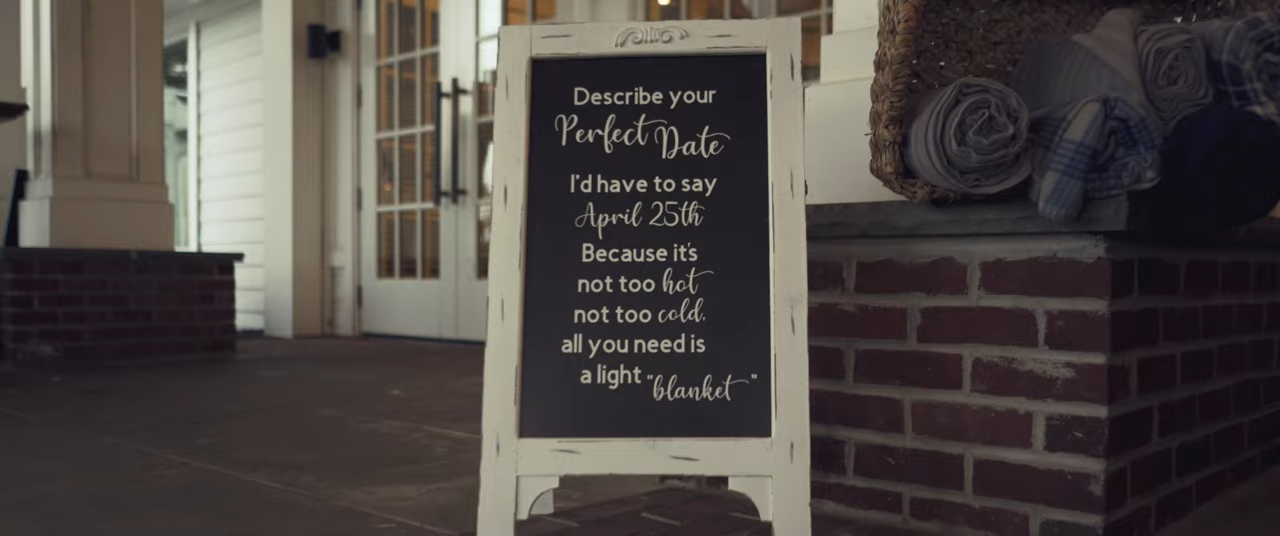 Describe your
Perfect Date
I'd have to say
April 25th
Because it's
not too hot
not too cold,
all you need is
a light "blanket"